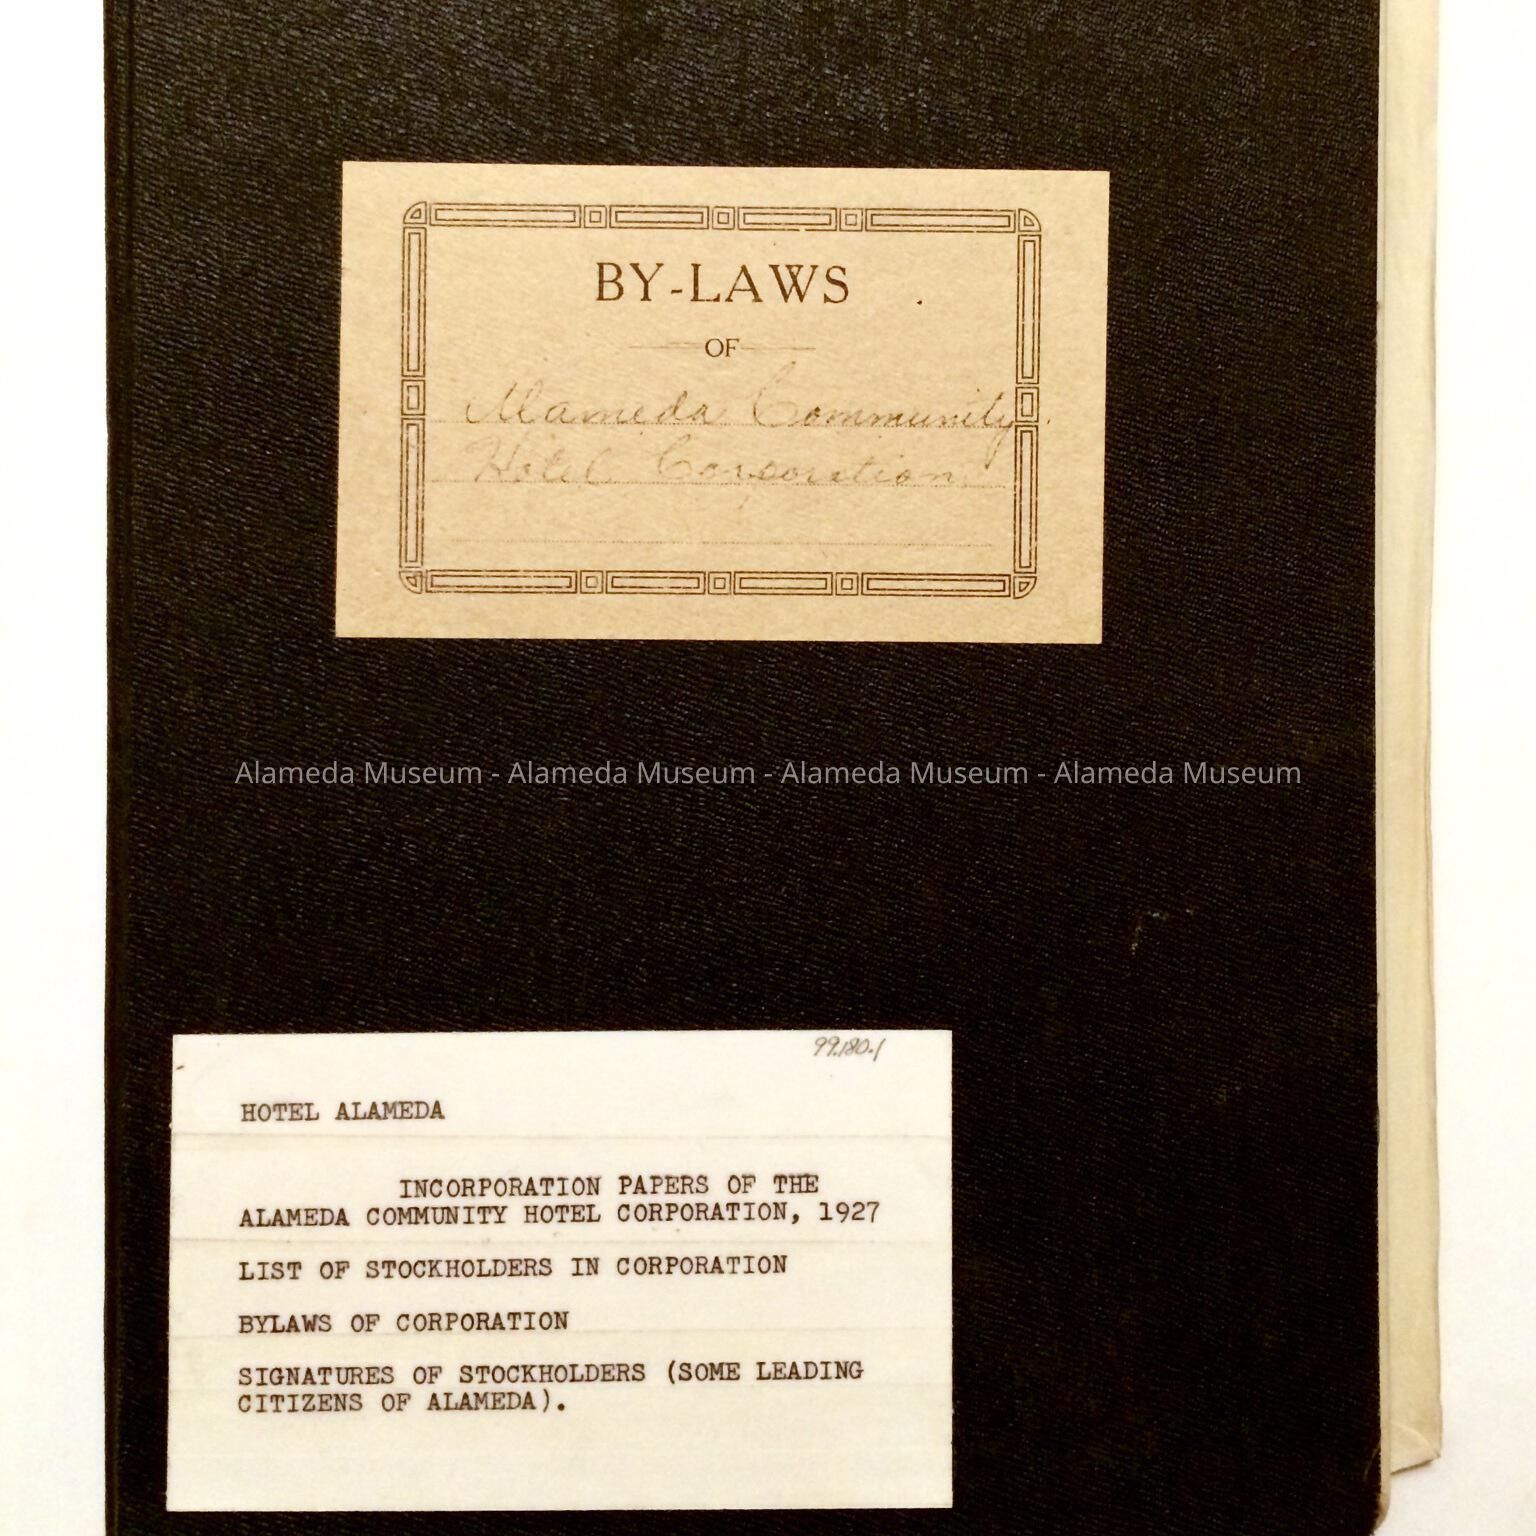 BY-LAWS
OF
Alameda Community
Hotel Corporation
Alameda Museum - Alameda Museum - Alameda Museum - Alameda Museum
99.180.1
HOTEL ALAMEDA
INCORPORATION PAPERS OF THE
ALAMEDA COMMUNITY HOTEL CORPORATION, 1927
LIST OF STOCKHOLDERS IN CORPORATION
BYLAWS OF CORPORATION
SIGNATURES OF STOCKHOLDERS (SOME LEADING
CITIZENS OF ALAMEDA).